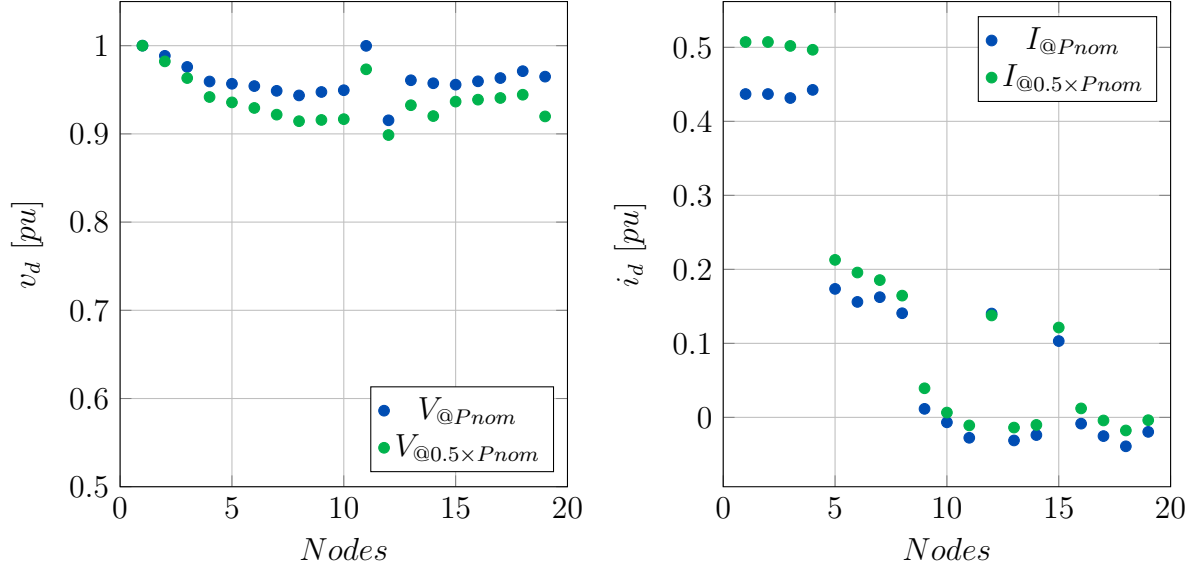 1
0.9
0.8
0.7
0.6
0.5
0 5 10 15 20
Nodes
v_d [pu]
V_{@Pnom}
V_{@0.5×Pnom}
0.5
0.4
0.3
0.2
0.1
0
0 5 10 15 20
Nodes
i_d [pu]
I_{@Pnom}
I_{@0.5×Pnom}